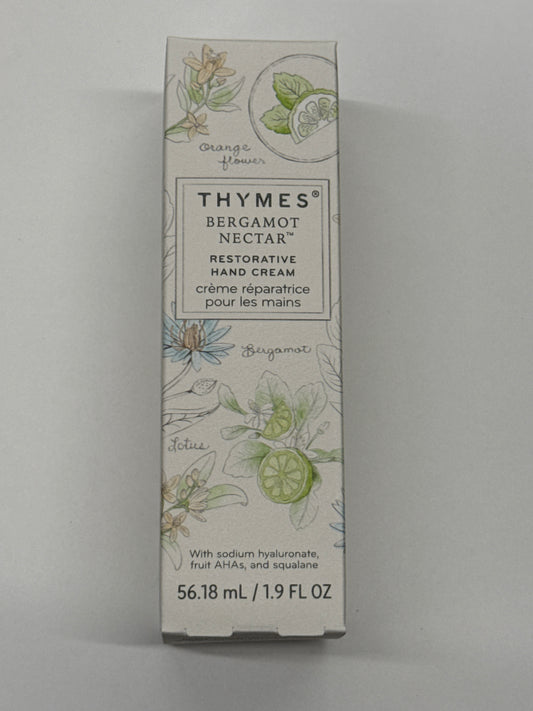 Orange
flower
THYMES®
BERGAMOT
NECTAR™
RESTORATIVE
HAND CREAM
crème réparatrice
pour les mains
Bergamot
Lotus
With sodium hyaluronate,
fruit AHAs, and squalane
56.18 mL / 1.9 FL OZ